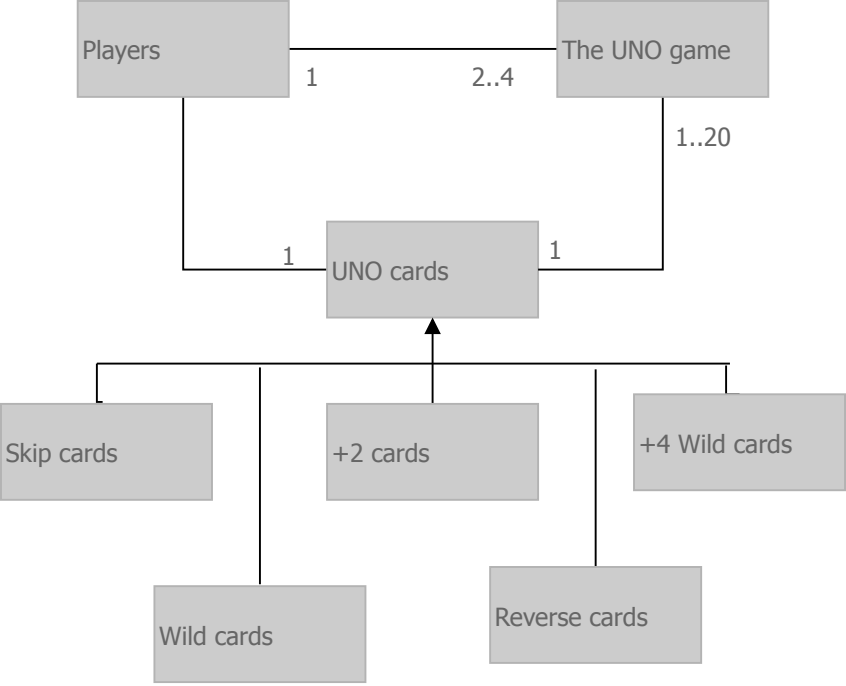 Players
The UNO game
1
2..4
1..20
1
1
UNO cards
Skip cards
+2 cards
+4 Wild cards
Wild cards
Reverse cards